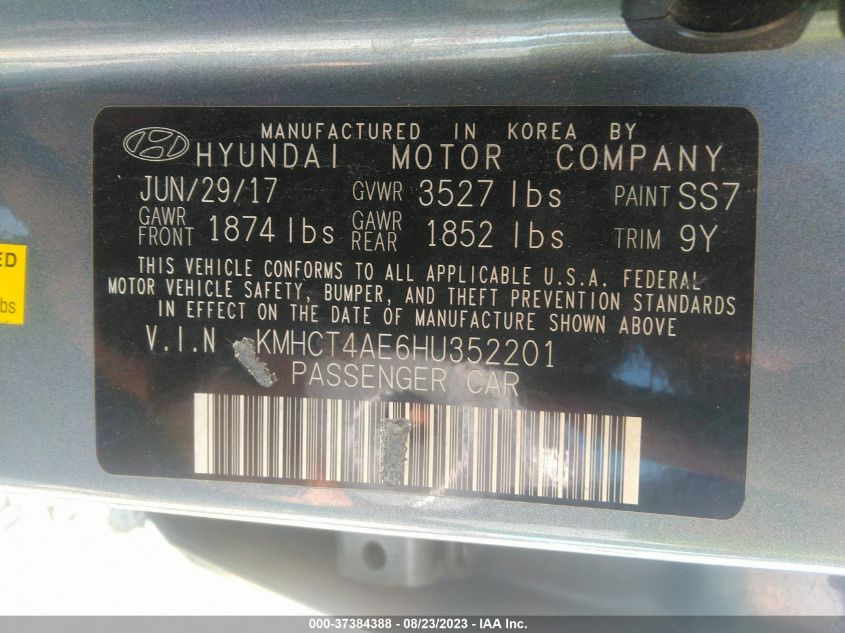 MANUFACTURED IN KOREA BY
HYUNDAI MOTOR COMPANY
JUN/29/17 GVWR 3527 lbs PAINT SS7
GAWR FRONT 1874 lbs GAWR REAR 1852 lbs TRIM 9Y
THIS VEHICLE CONFORMS TO ALL APPLICABLE U.S.A. FEDERAL
MOTOR VEHICLE SAFETY, BUMPER, AND THEFT PREVENTION STANDARDS
IN EFFECT ON THE DATE OF MANUFACTURE SHOWN ABOVE
V.I.N KMHCT4AE6HU352201
PASSENGER CAR
ED
bs
000-37384388 - 08/23/2023 - IAA Inc.